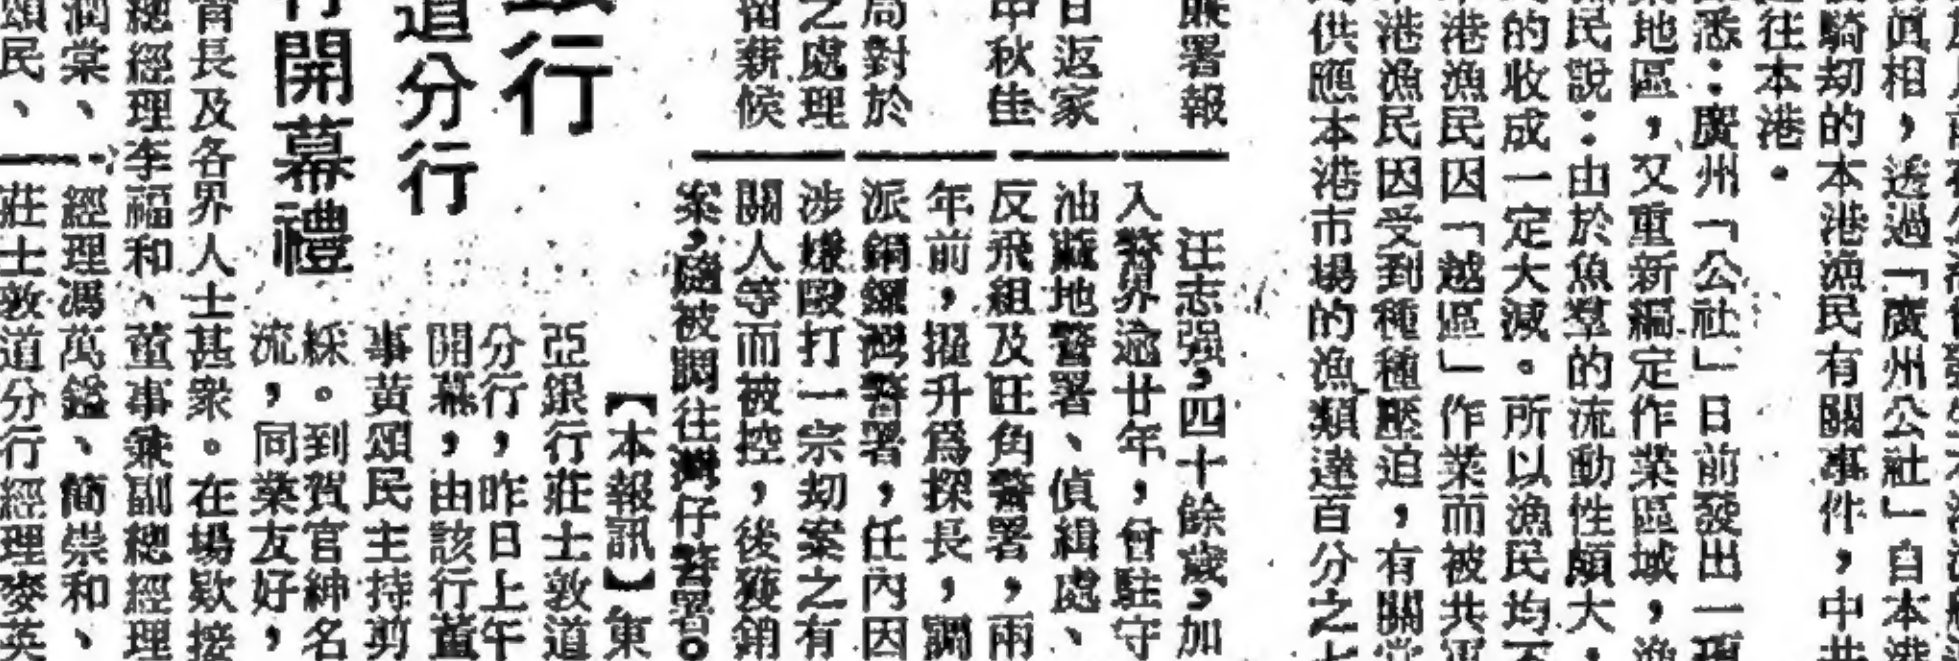 眞相，透過「廣州公社」自本港
騎刧的本港漁民有關事件，中共
往本港。
悉：廣州「公社」日前發出一項
地區，又重新編定作業區域，漁
民說：由於魚羣的流動性頗大，
的收成一定大減。所以漁民均不
港漁民因「越區」作業而被共軍
港漁民因受到種種壓迫，有關當
供應本港市場的漁類達百分之七
署報
日返家
中秋佳
局對於
之處理
留薪候
汪志强，四十餘歲，加
入警界逾廿年，曾駐守
油蔴地警署、偵緝處、
反飛組及旺角警署，兩
年前，擢升爲探長，調
派銅鑼灣警署，任內因
涉嫌毆打一宗刧案之有
關人等而被控，後獲銷
案，隨被調往灣仔警署。
行
道分行
行開幕禮
【本報訊】東
亞銀行莊士敦道
分行，昨日上午
開幕，由該行董
事黃頌民主持剪
綵。到賀官紳名
流，同業友好，
長及各界人士甚衆。在場欵接
總經理李福和、董事兼副總經理
潤棠、
經理馮萬鎰、簡崇和、
頌民、
莊士敦道分行經理麥英